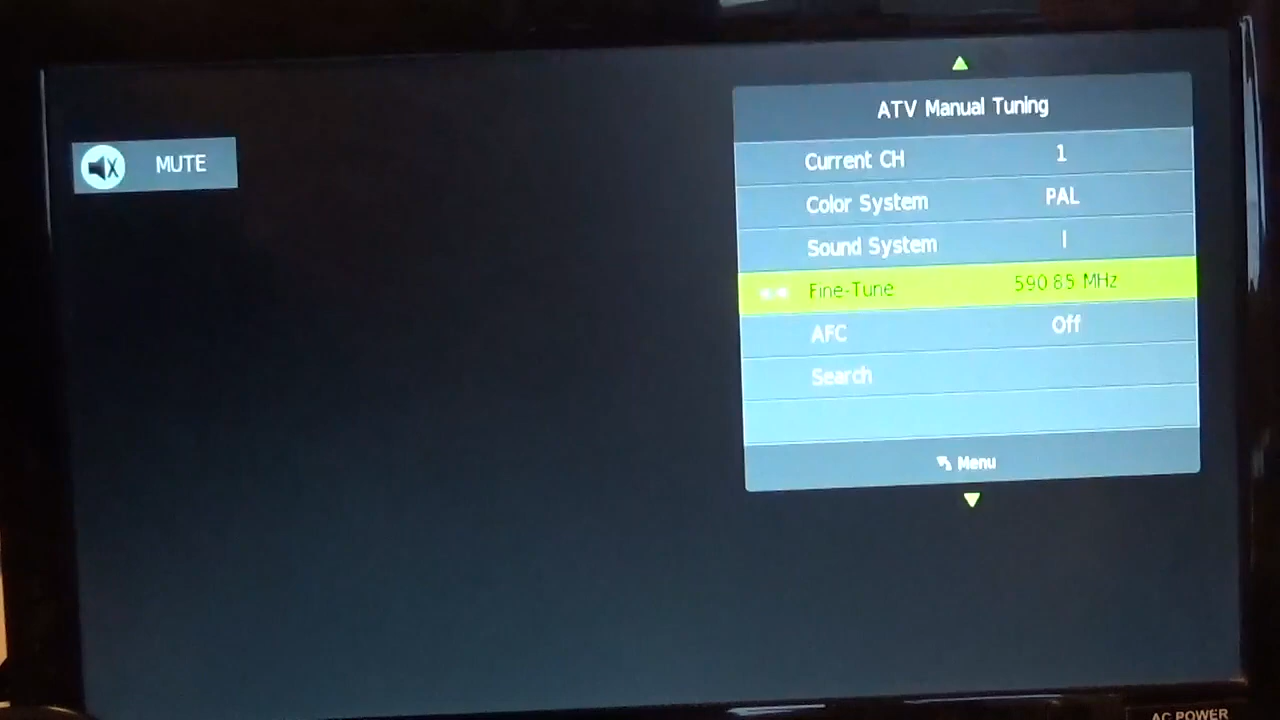 ATV Manual Tuning
MUTE
Current CH 1
Color System PAL
Sound System I
Fine-Tune 590.85 MHz
AFC Off
Search
Menu
AC POWER